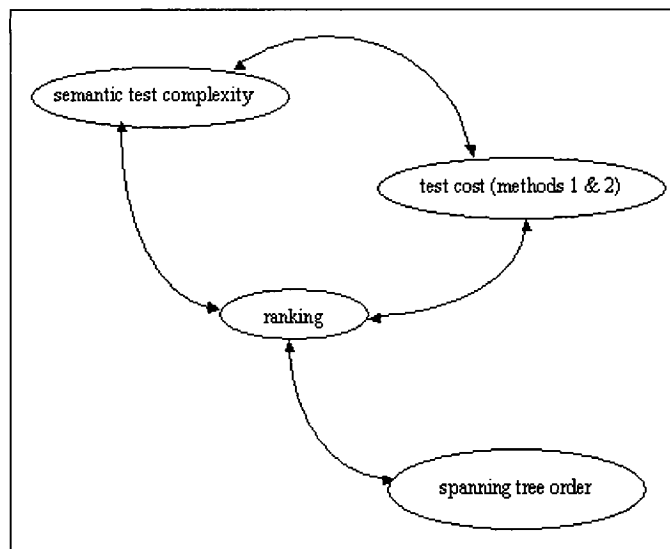 semantic test complexity
test cost (methods 1 & 2)
ranking
spanning tree order